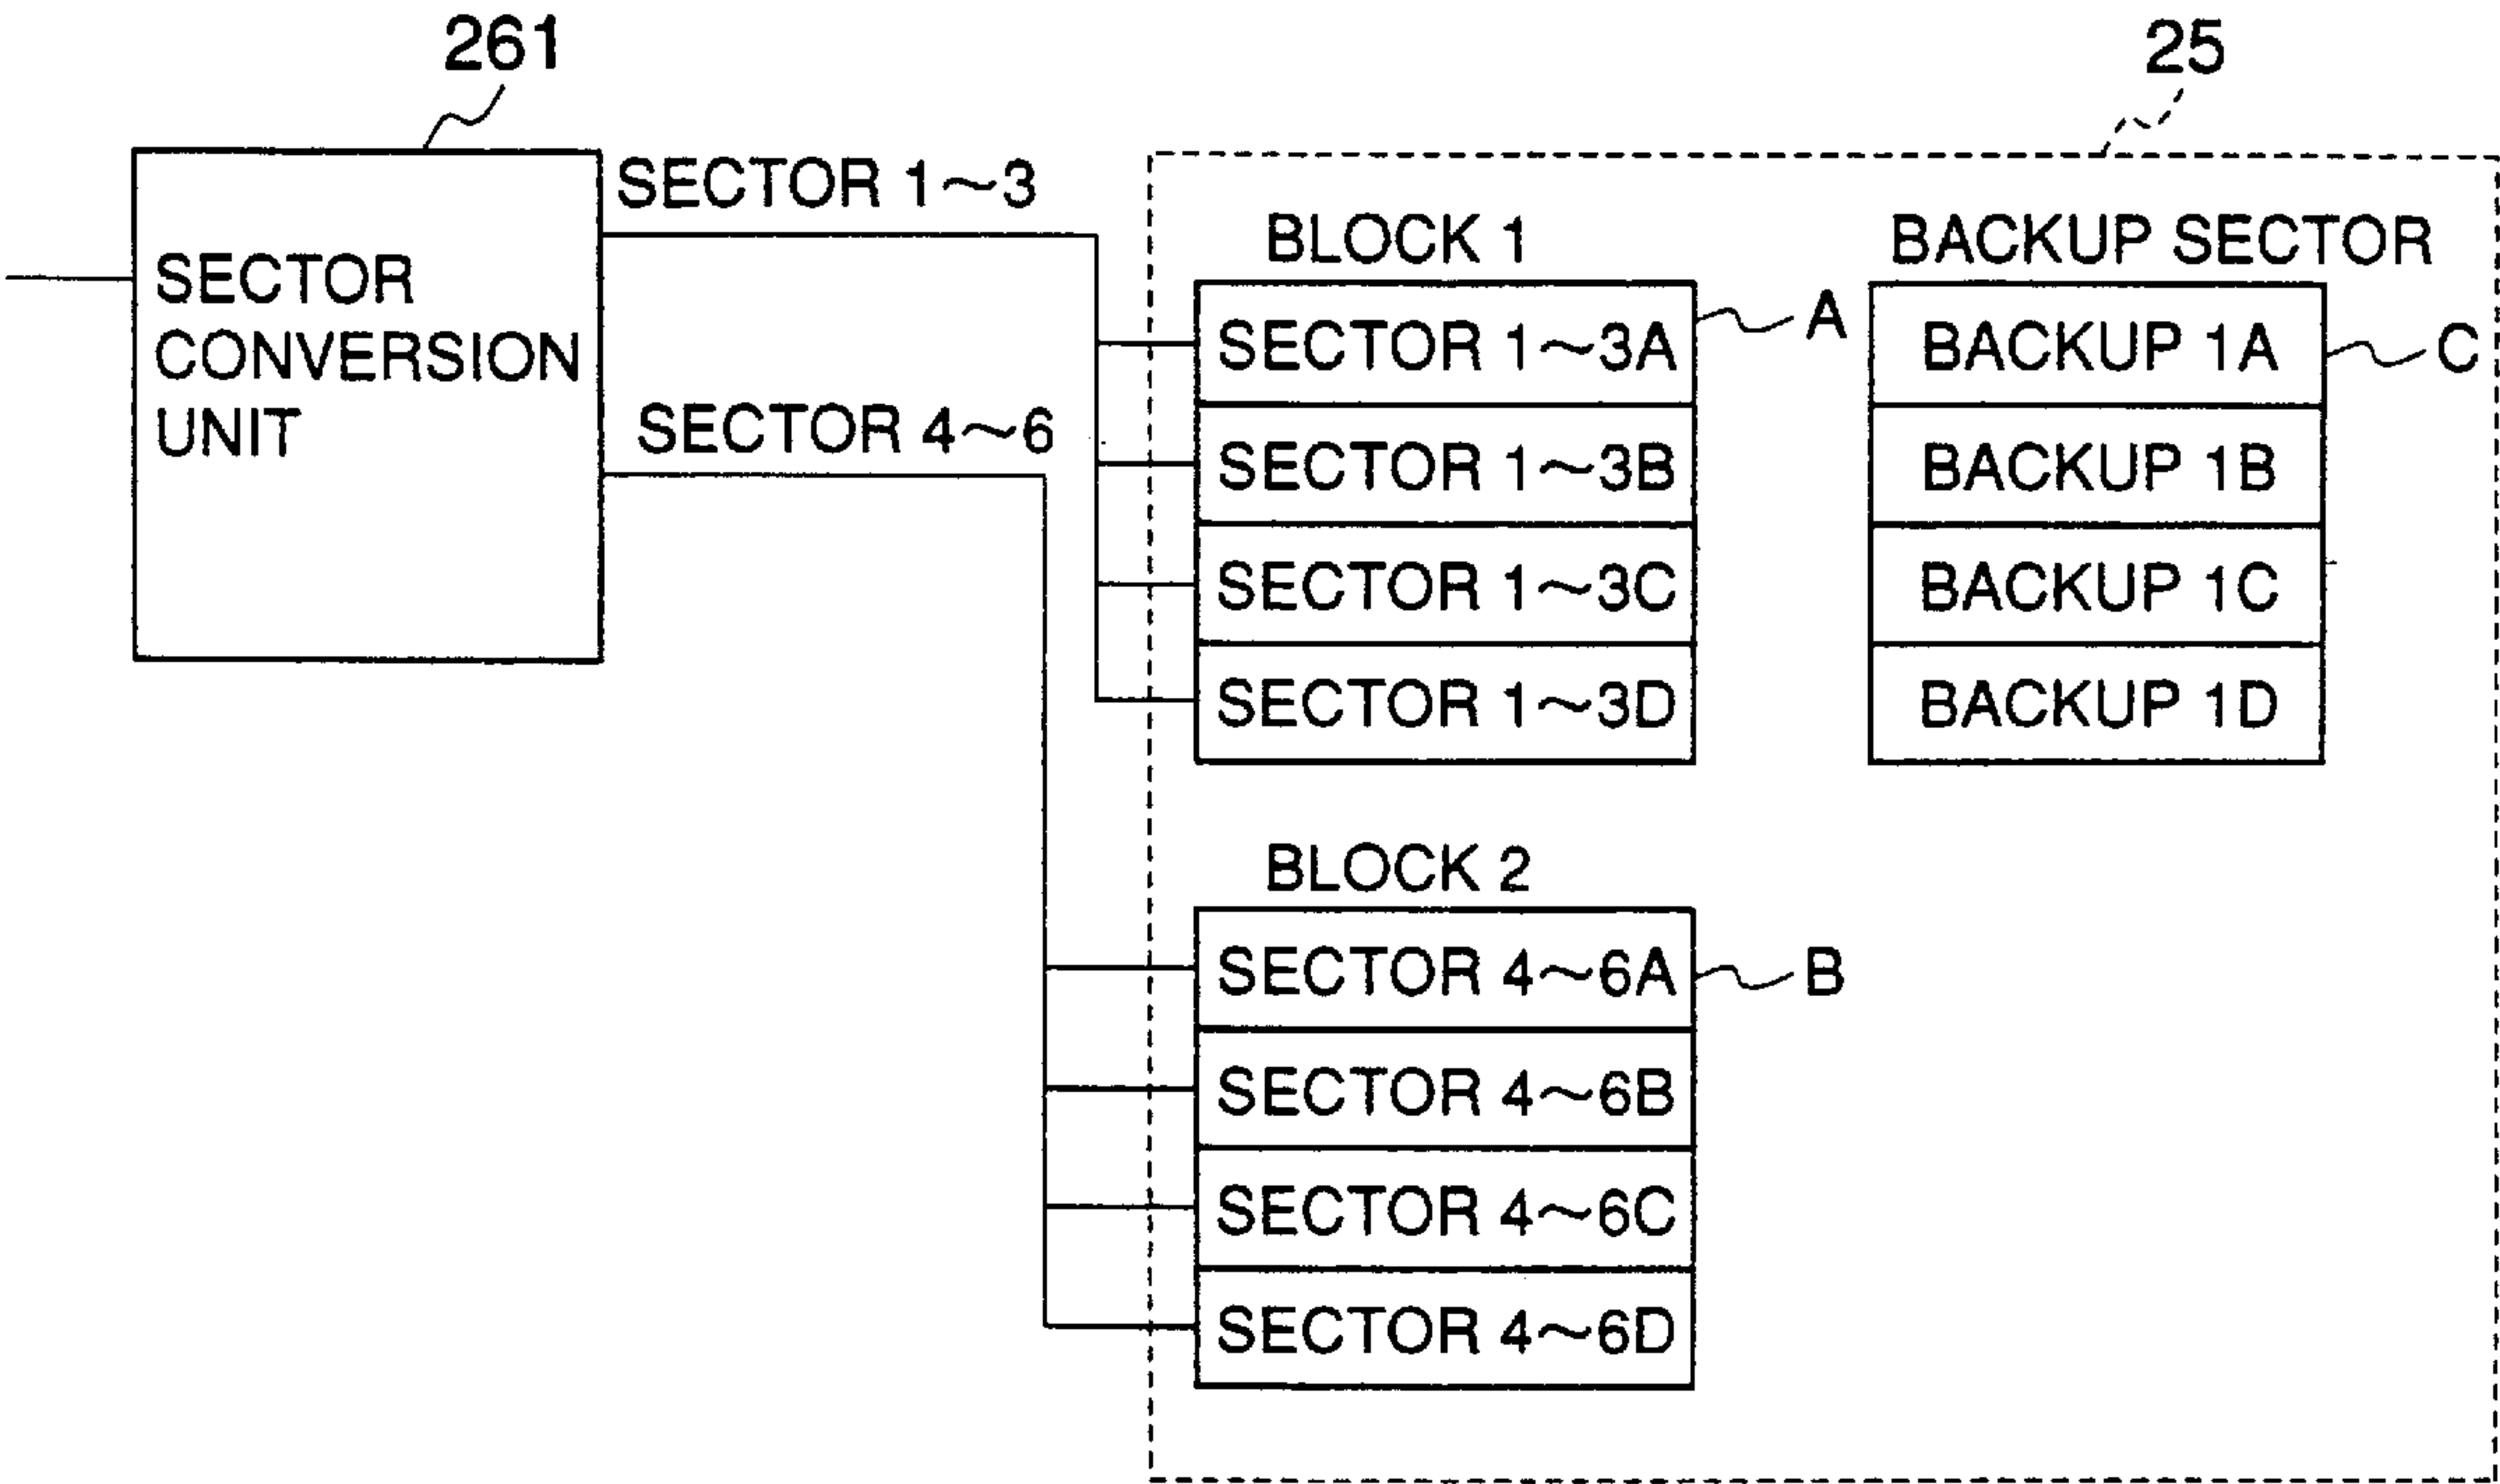 261
25
SECTOR 1～3
SECTOR
CONVERSION
UNIT
SECTOR 4～6
BLOCK 1
SECTOR 1～3A
A
SECTOR 1～3B
SECTOR 1～3C
SECTOR 1～3D
BACKUP SECTOR
BACKUP 1A
C
BACKUP 1B
BACKUP 1C
BACKUP 1D
BLOCK 2
SECTOR 4～6A
B
SECTOR 4～6B
SECTOR 4～6C
SECTOR 4～6D